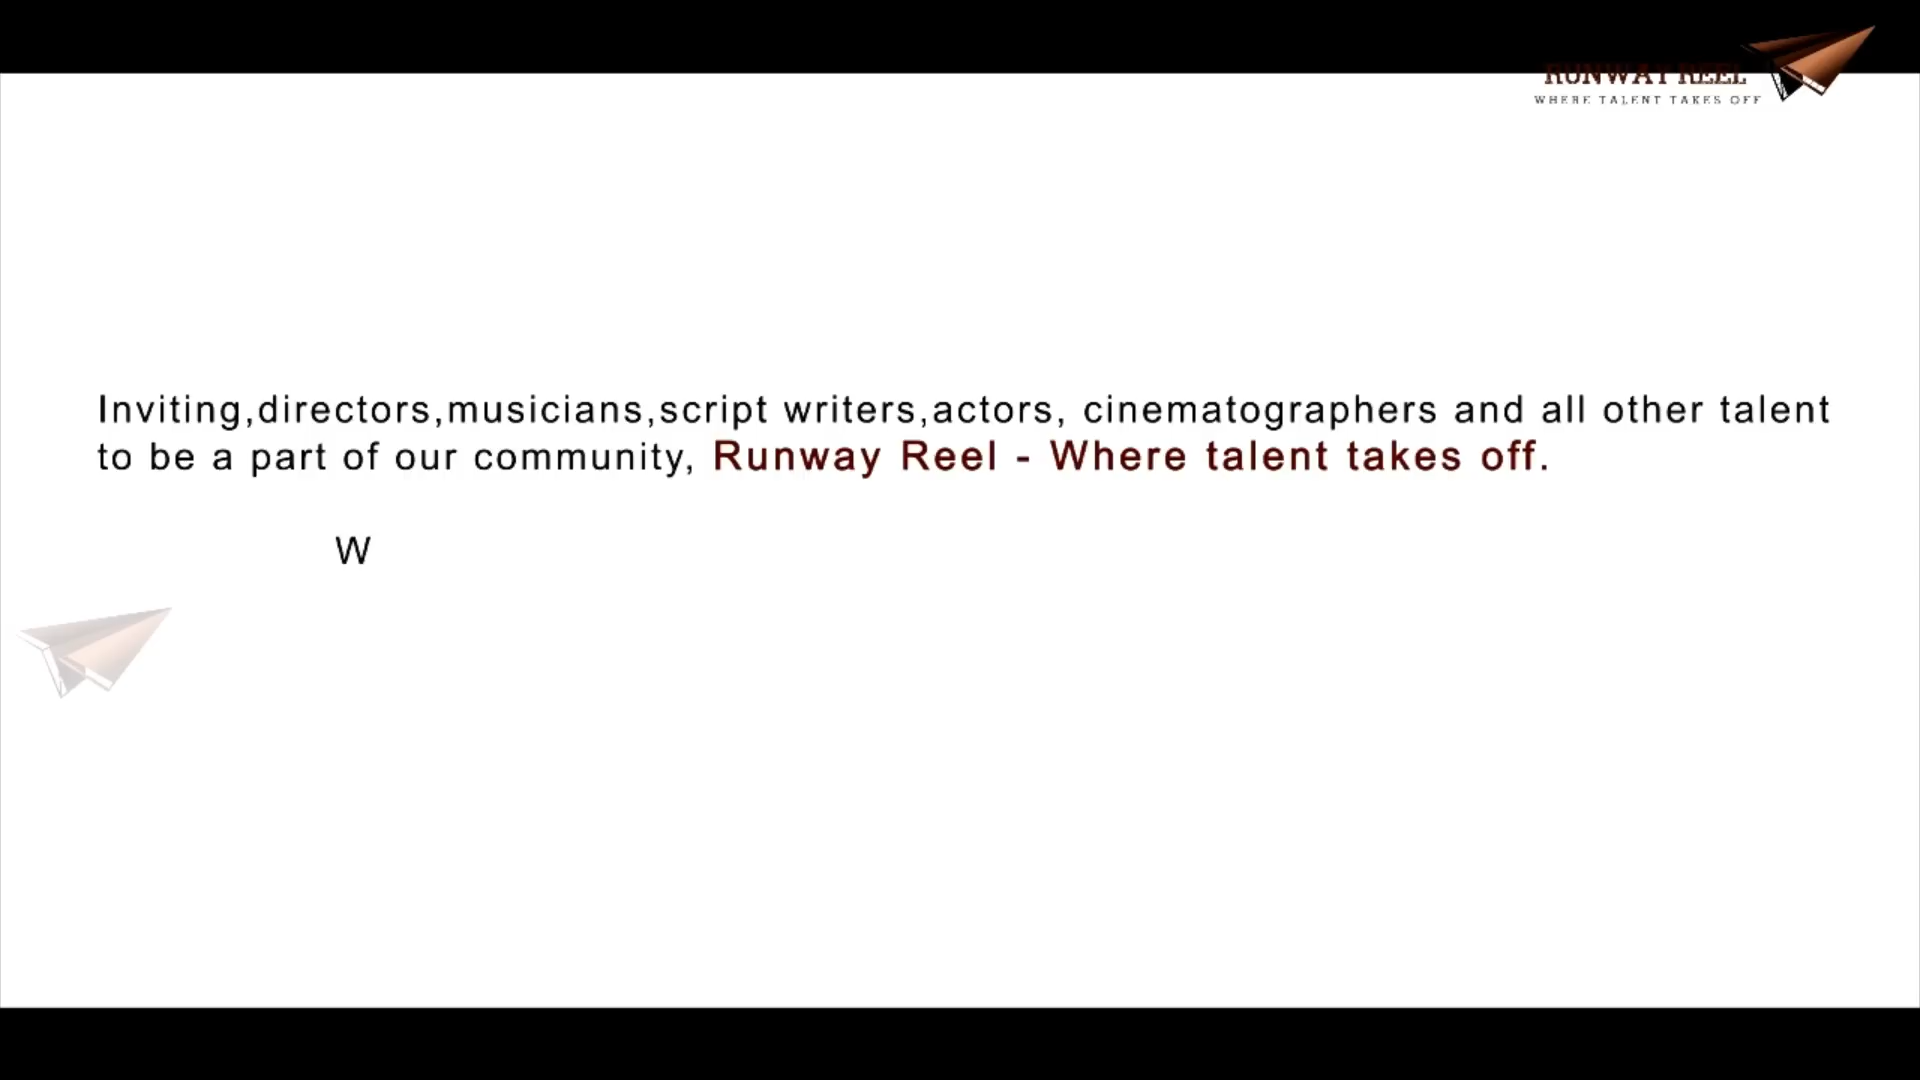 RUNWAY REEL
WHERE TALENT TAKES OFF
Inviting,directors,musicians,script writers,actors, cinematographers and all other talent
to be a part of our community, Runway Reel - Where talent takes off.
W